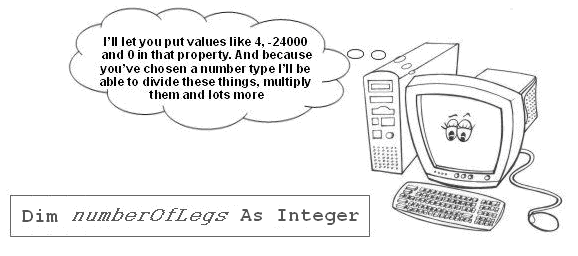 I'll let you put values like 4, -24000
and 0 in that property. And because
you've chosen a number type I'll be
able to divide these things, multiply
them and lots more
Dim numberOfLegs As Integer